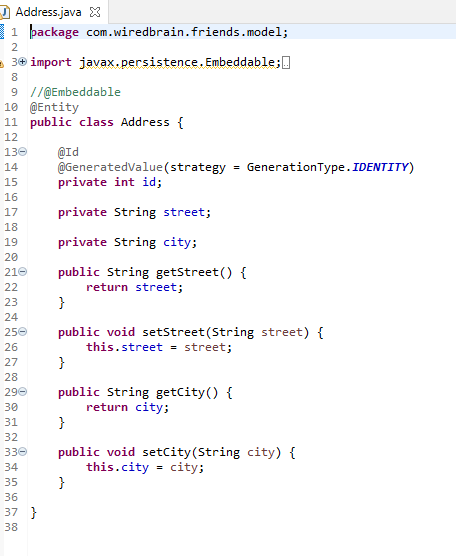 Address.java
1 package com.wiredbrain.friends.model;
2
3 import javax.persistence.Embeddable;
9 //@Embeddable
10 @Entity
11 public class Address {
12
13 @Id
14 @GeneratedValue(strategy = GenerationType.IDENTITY)
15 private int id;
16
17 private String street;
18
19 private String city;
20
21 public String getStreet() {
22 return street;
23 }
24
25 public void setStreet(String street) {
26 this.street = street;
27 }
28
29 public String getCity() {
30 return city;
31 }
32
33 public void setCity(String city) {
34 this.city = city;
35 }
36
37 }
38